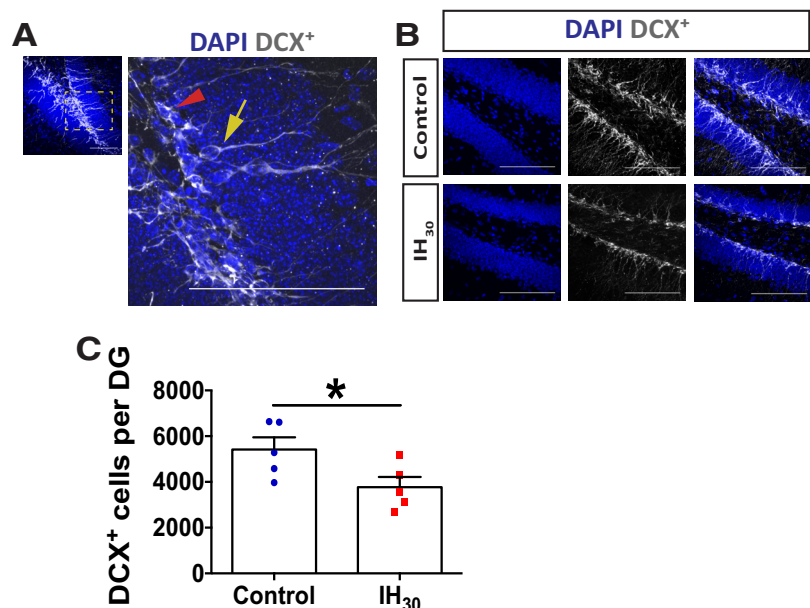 A
DAPI DCX⁺
B
DAPI DCX⁺
Control
IH₃₀
C
DCX⁺ cells per DG
8000
6000
4000
2000
0
*
Control
IH₃₀